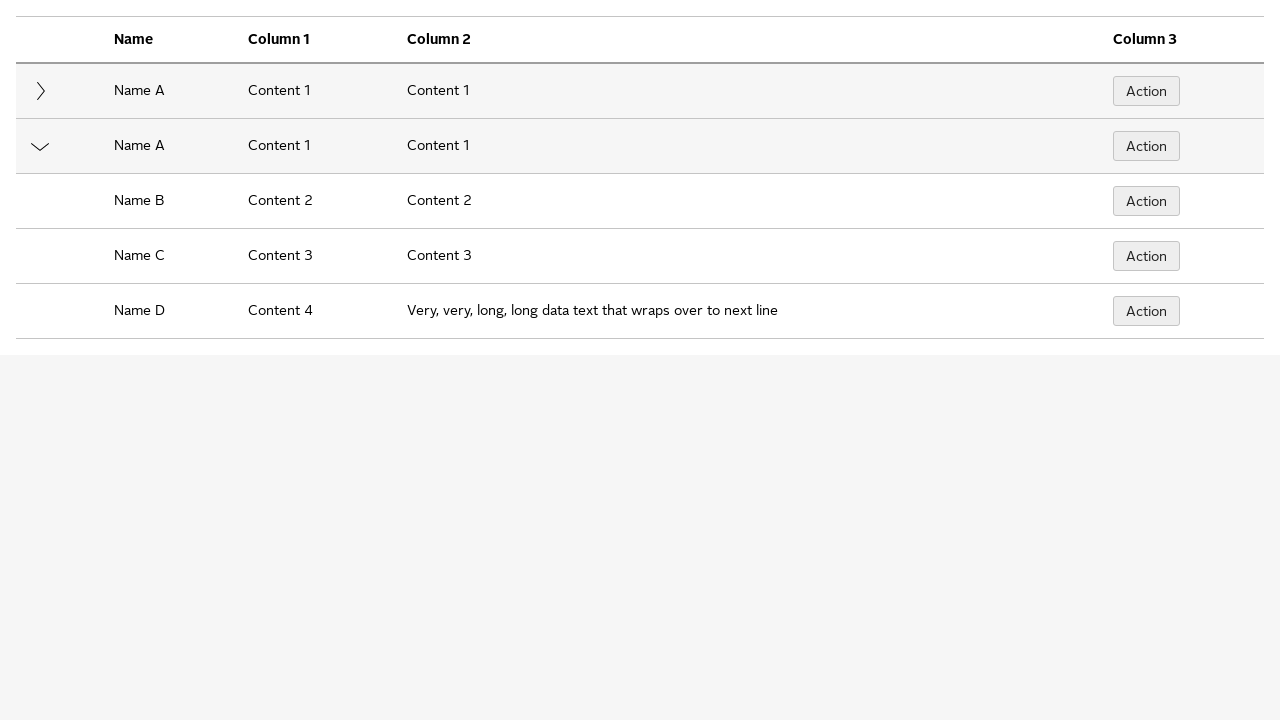 Name Column 1 Column 2 Column 3
Name A Content 1 Content 1 Action
Name A Content 1 Content 1 Action
Name B Content 2 Content 2 Action
Name C Content 3 Content 3 Action
Name D Content 4 Very, very, long, long data text that wraps over to next line Action